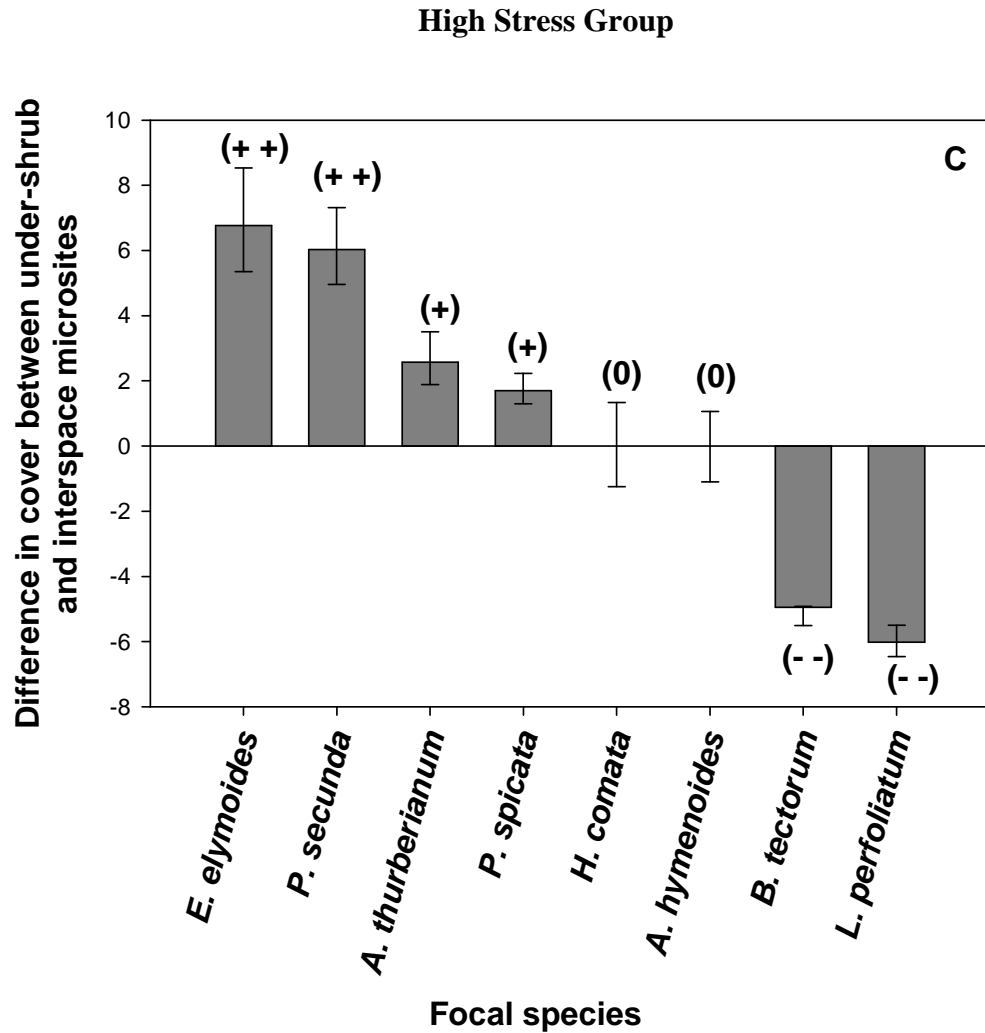 High Stress Group
Difference in cover between under-shrub
and interspace microsites
10
8
6
4
2
0
-2
-4
-6
-8
C
(+ +)
(+ +)
(+)
(+)
(0)
(0)
(- -)
(- -)
E. elymoides
P. secunda
A. thurberianum
P. spicata
H. comata
A. hymenoides
B. tectorum
L. perfoliatum
Focal species